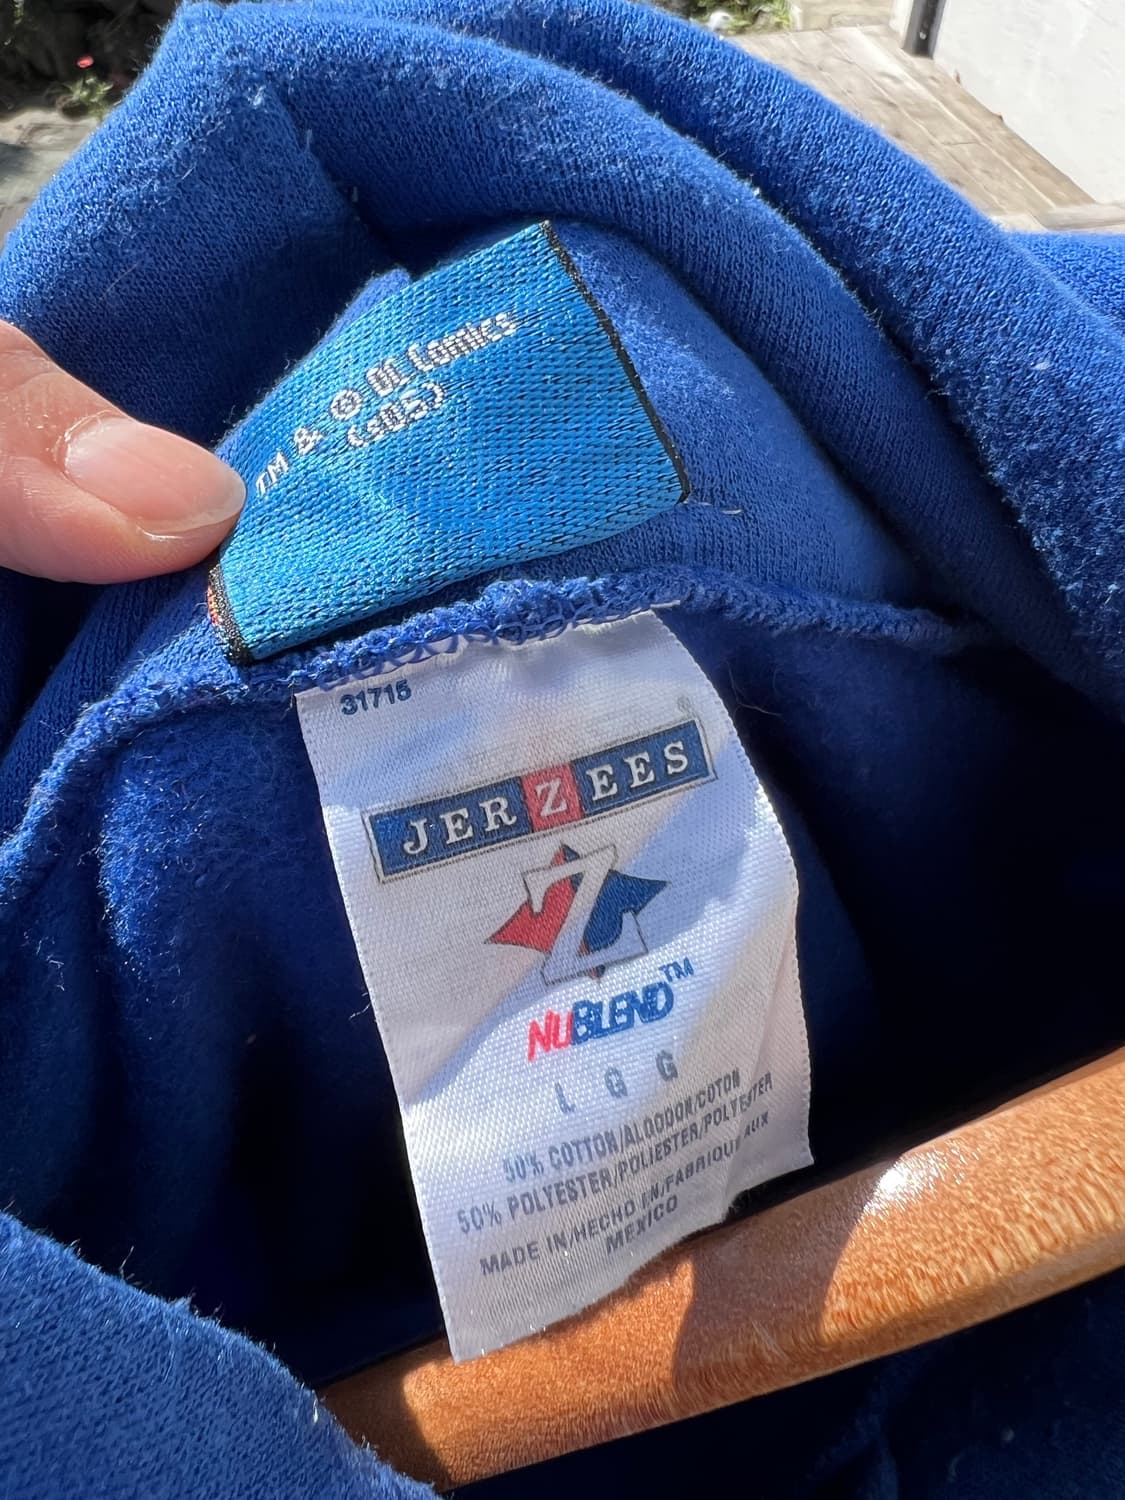 TM & © DC Comics
(s05)
31715
®
JERZEES
Z
NUBLEND™
L G G
50% COTTON/ALGODON/COTON
50% POLYESTER/POLIESTER/POLYESTER
MADE IN/HECHO EN/FABRIQUE AUX
MEXICO